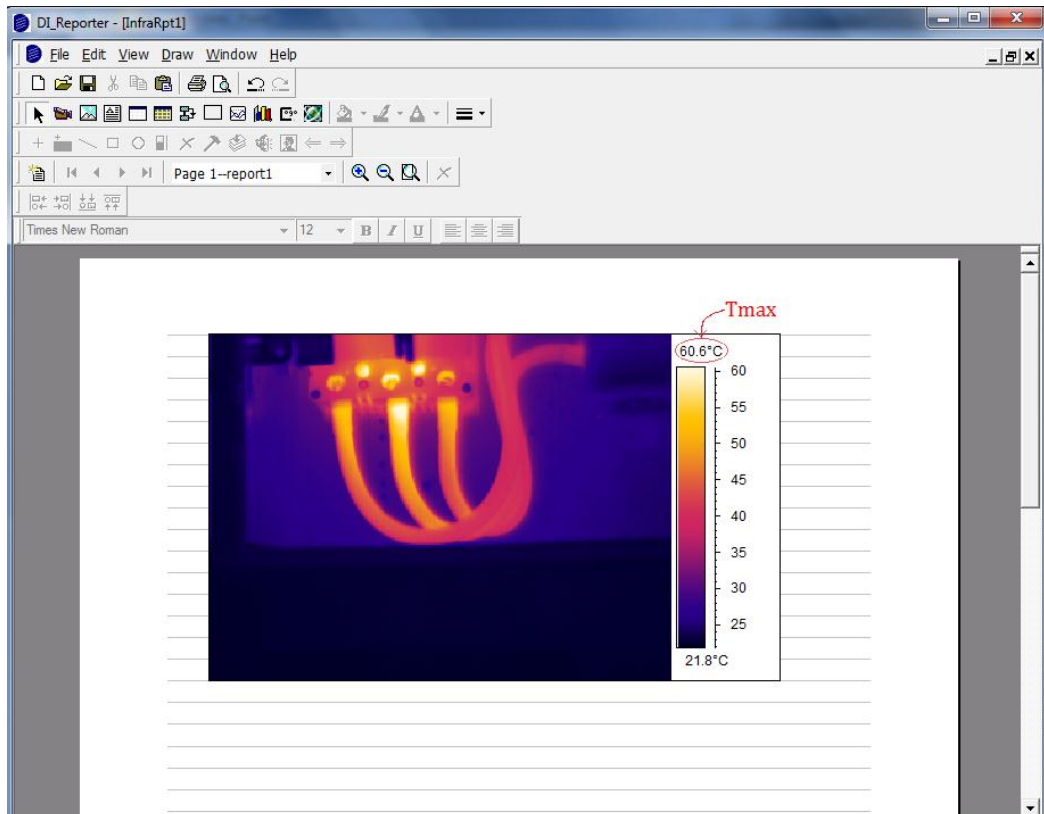 DI_Reporter - [InfraRpt1]
File Edit View Draw Window Help
Page 1--report1
Times New Roman 12 B I U
Tmax
60.6°C
60
55
50
45
40
35
30
25
21.8°C